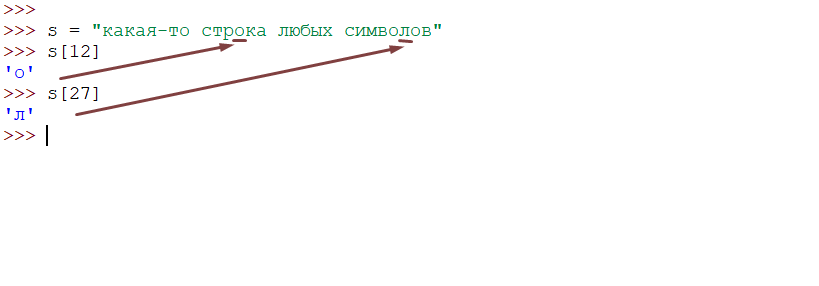 >>>
>>> s = "какая-то строка любых символов"
>>> s[12]
'о'
>>> s[27]
'л'
>>>